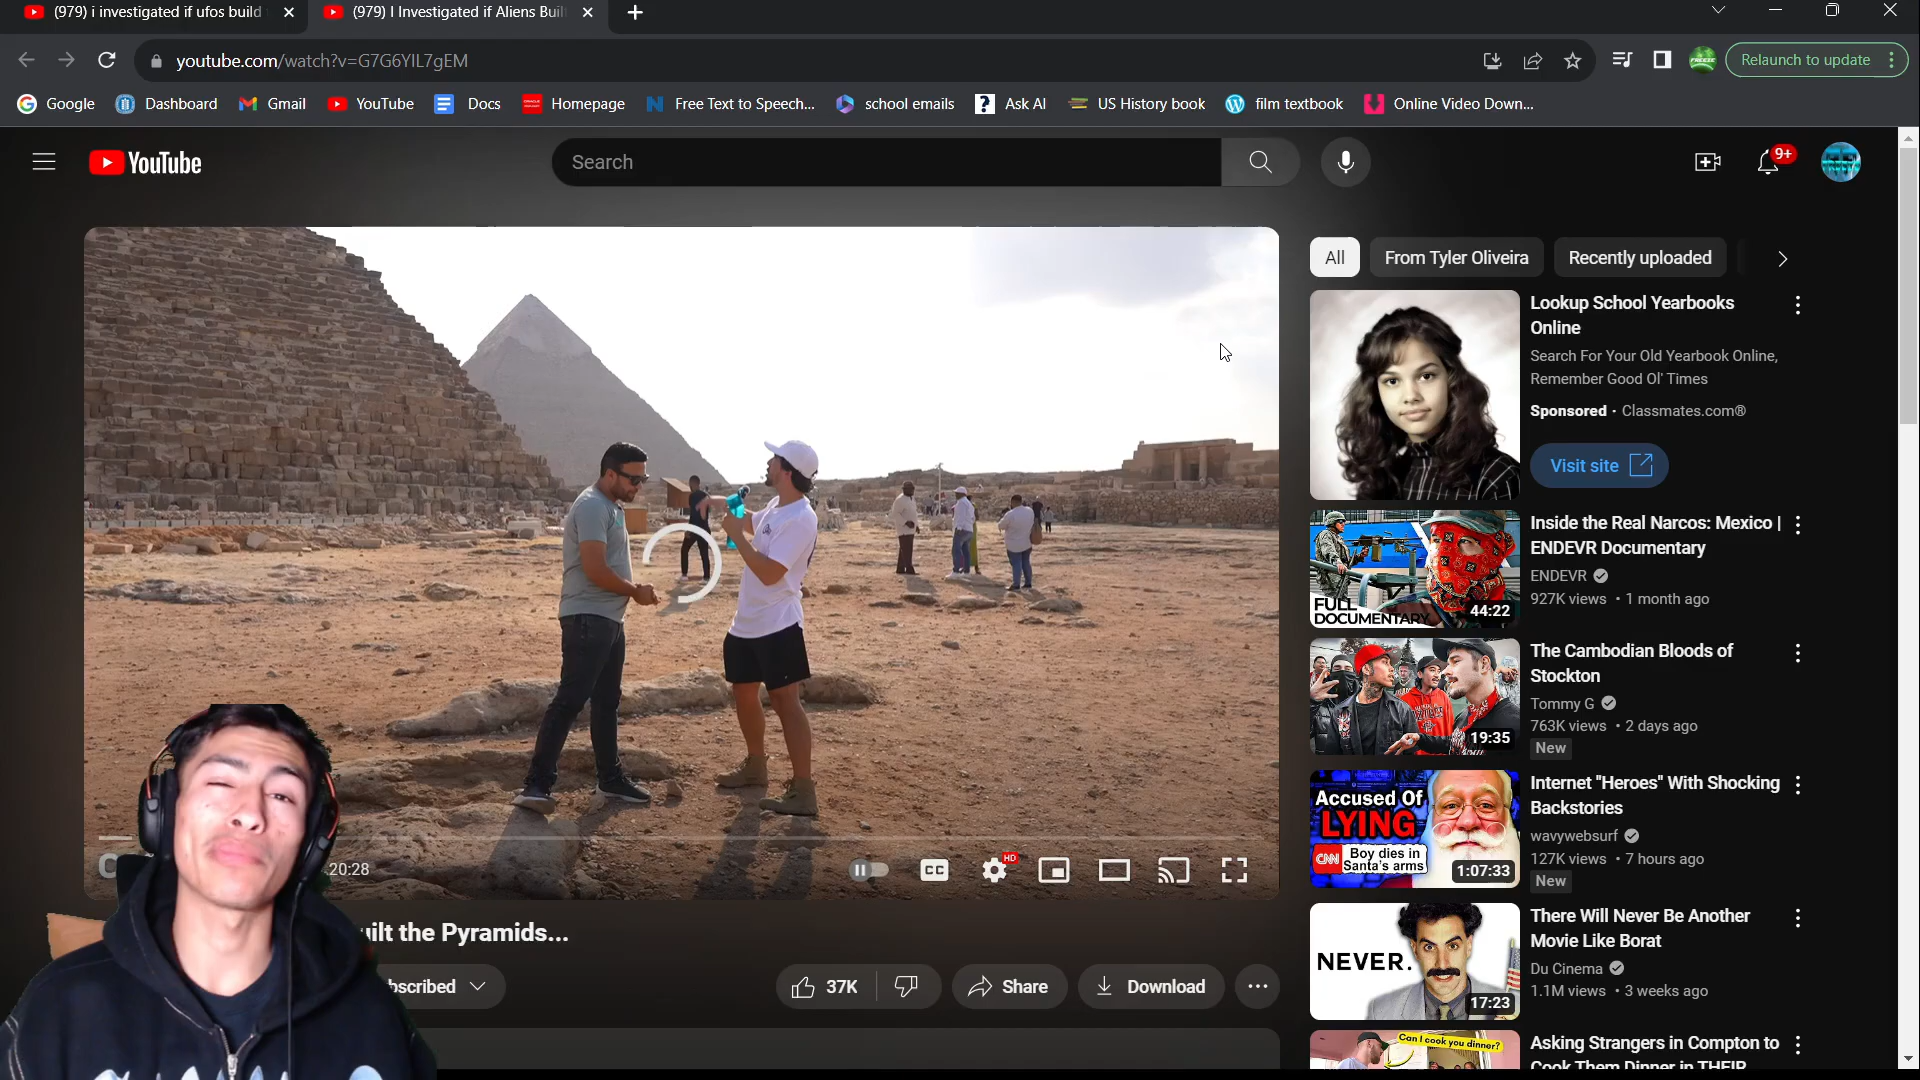 (979) i investigated if ufos build
(979) I Investigated if Aliens Buil
youtube.com/watch?v=G7G6YIL7gEM
Relaunch to update
Google
Dashboard
Gmail
YouTube
Docs
Homepage
Free Text to Speech...
school emails
Ask AI
US History book
film textbook
Online Video Down...
YouTube
Search
9+
All
From Tyler Oliveira
Recently uploaded
Lookup School Yearbooks
Online
Search For Your Old Yearbook Online,
Remember Good Ol' Times
Sponsored · Classmates.com®
Visit site
FULL
DOCUMENTARY
44:22
Inside the Real Narcos: Mexico |
ENDEVR Documentary
ENDEVR
927K views • 1 month ago
19:35
The Cambodian Bloods of
Stockton
Tommy G
763K views • 2 days ago
New
Accused Of
LYING
CNN
Boy dies in
Santa's arms
1:07:33
Internet "Heroes" With Shocking
Backstories
wavywebsurf
127K views • 7 hours ago
New
NEVER.
17:23
There Will Never Be Another
Movie Like Borat
Du Cinema
1.1M views • 3 weeks ago
Can I cook you dinner?
Asking Strangers in Compton to
Cook Them Dinner in THEIR
20:28
CC
HD
uilt the Pyramids...
bscribed
37K
Share
Download